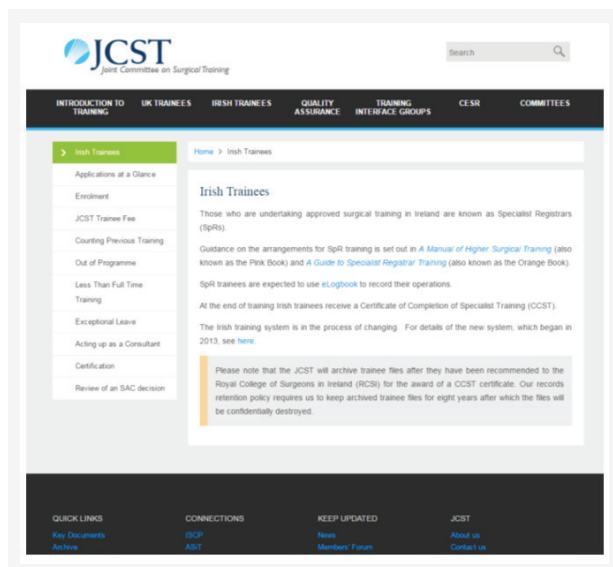 JCST
Joint Committee on Surgical Training
Search
INTRODUCTION TO
TRAINING
UK TRAINEES
IRISH TRAINEES
QUALITY
ASSURANCE
TRAINING
INTERFACE GROUPS
CESR
COMMITTEES
> Irish Trainees
Applications at a Glance
Enrolment
JCST Trainee Fee
Counting Previous Training
Out of Programme
Less Than Full Time
Training
Exceptional Leave
Acting up as a Consultant
Certification
Review of an SAC decision
Home > Irish Trainees
Irish Trainees
Those who are undertaking approved surgical training in Ireland are known as Specialist Registrars
(SpRs).
Guidance on the arrangements for SpR training is set out in A Manual of Higher Surgical Training (also
known as the Pink Book) and A Guide to Specialist Registrar Training (also known as the Orange Book).
SpR trainees are expected to use eLogbook to record their operations.
At the end of training Irish trainees receive a Certificate of Completion of Specialist Training (CCST).
The Irish training system is in the process of changing. For details of the new system, which began in
2013, see here.
Please note that the JCST will archive trainee files after they have been recommended to the
Royal College of Surgeons in Ireland (RCSI) for the award of a CCST certificate. Our records
retention policy requires us to keep archived trainee files for eight years after which the files will
be confidentially destroyed.
QUICK LINKS
Key Documents
Archive
CONNECTIONS
ISCP
ASiT
KEEP UPDATED
News
Members' Forum
JCST
About us
Contact us